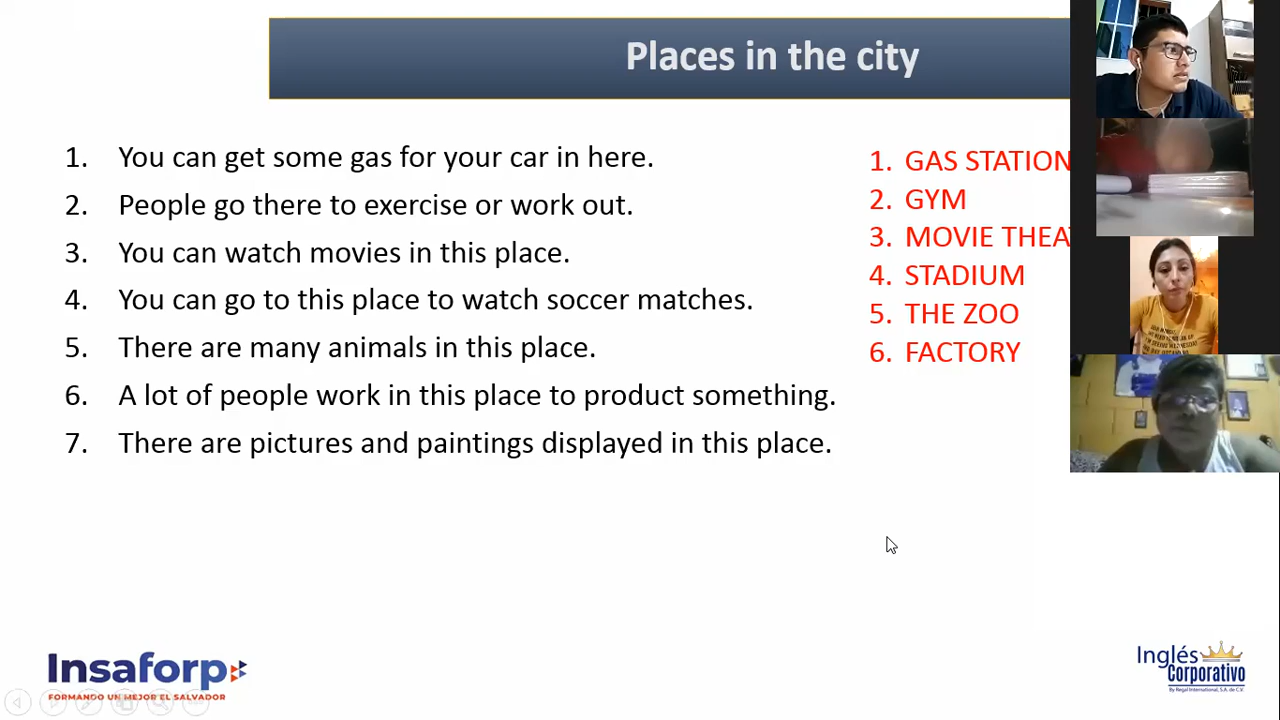 Places in the city
1. You can get some gas for your car in here.
2. People go there to exercise or work out.
3. You can watch movies in this place.
4. You can go to this place to watch soccer matches.
5. There are many animals in this place.
6. A lot of people work in this place to product something.
7. There are pictures and paintings displayed in this place.
1. GAS STATION
2. GYM
3. MOVIE THEA
4. STADIUM
5. THE ZOO
6. FACTORY
Insaforp
FORMANDO UN MEJOR EL SALVADOR
Inglés
Corporativo
By Regal International, S.A. de C.V.